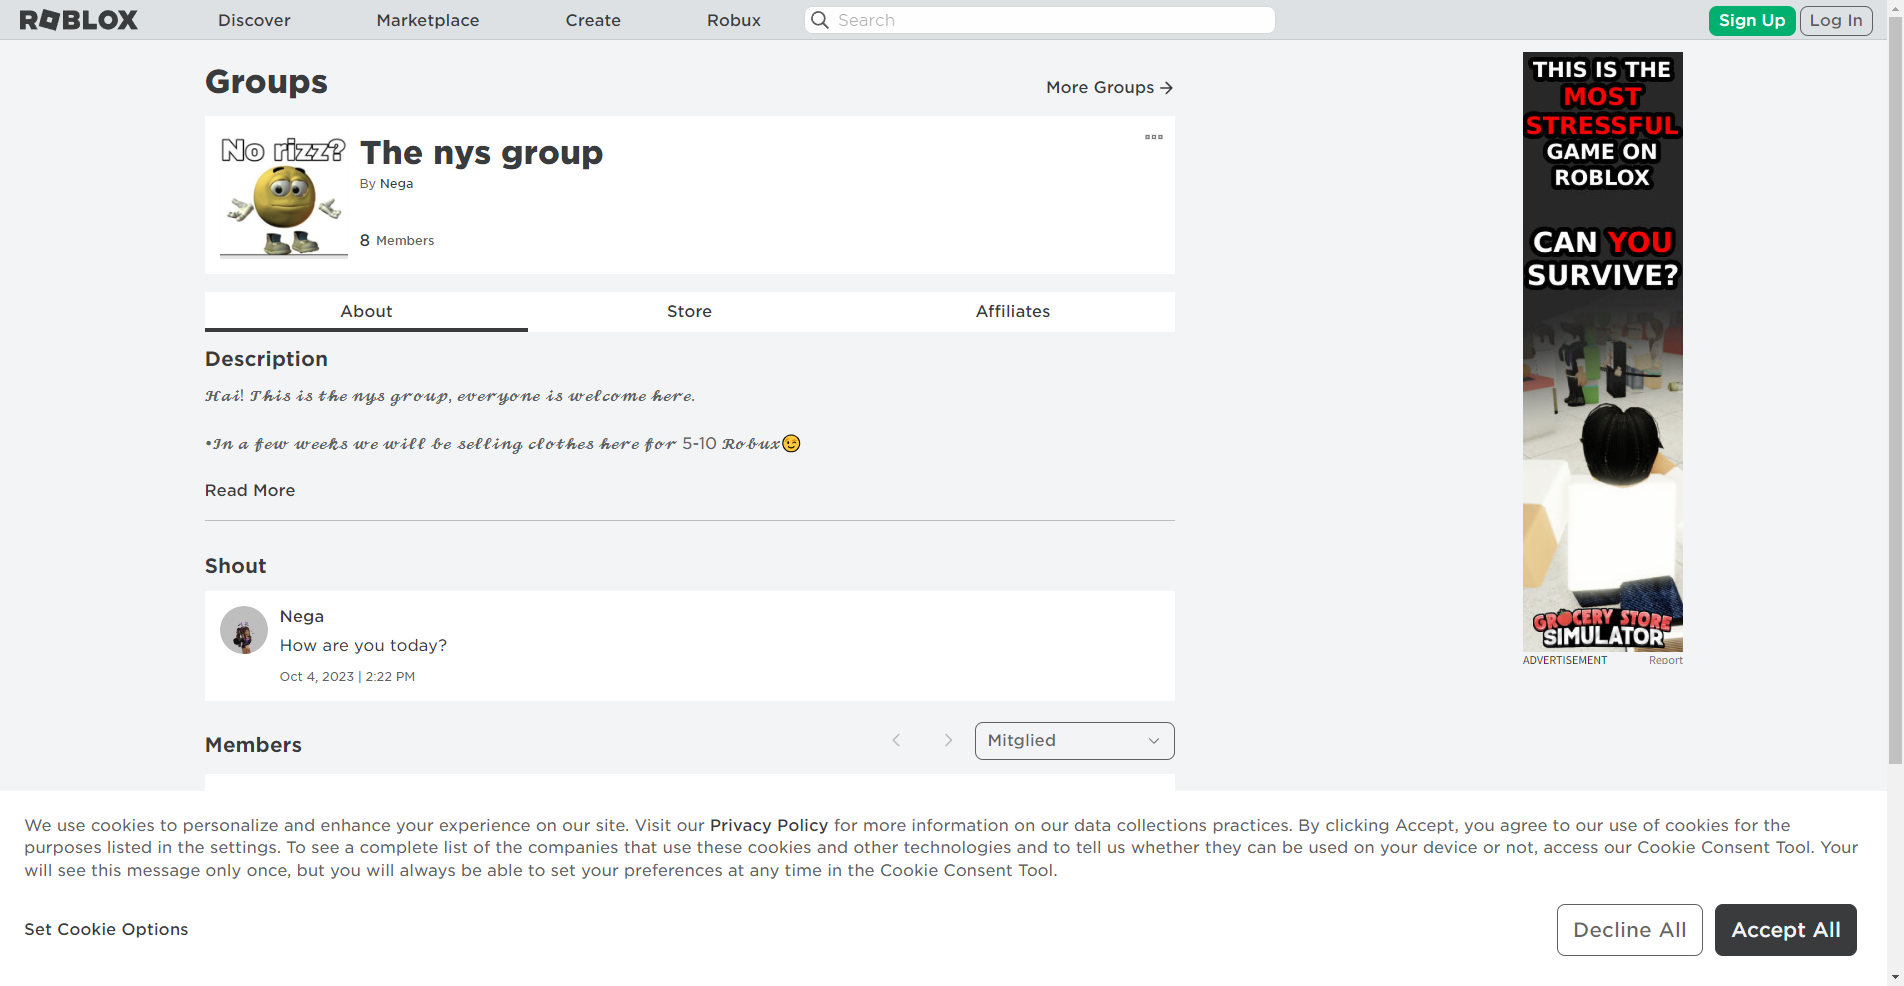 ROBLOX
Discover
Marketplace
Create
Robux
Search
Sign Up
Log In
Groups
More Groups →
No rizz?
The nys group
By Nega
8 Members
About
Store
Affiliates
Description
𝓗𝓪𝓲! 𝓣𝓱𝓲𝓼 𝓲𝓼 𝓽𝓱𝓮 𝓷𝔂𝓼 𝓰𝓻𝓸𝓾𝓹, 𝓮𝓿𝓮𝓻𝔂𝓸𝓷𝓮 𝓲𝓼 𝔀𝓮𝓵𝓬𝓸𝓶𝓮 𝓱𝓮𝓻𝓮.
•𝓘𝓷 𝓪 𝓯𝓮𝔀 𝔀𝓮𝓮𝓴𝓼 𝔀𝓮 𝔀𝓲𝓵𝓵 𝓫𝓮 𝓼𝓮𝓵𝓵𝓲𝓷𝓰 𝓬𝓵𝓸𝓽𝓱𝓮𝓼 𝓱𝓮𝓻𝓮 𝓯𝓸𝓻 5-10 𝓡𝓸𝓫𝓾𝔁😉
Read More
Shout
Nega
How are you today?
Oct 4, 2023 | 2:22 PM
Members
Mitglied
THIS IS THE
MOST
STRESSFUL
GAME ON
ROBLOX
CAN YOU
SURVIVE?
GROCERY STORE
SIMULATOR
ADVERTISEMENT
Report
We use cookies to personalize and enhance your experience on our site. Visit our Privacy Policy for more information on our data collections practices. By clicking Accept, you agree to our use of cookies for the
purposes listed in the settings. To see a complete list of the companies that use these cookies and other technologies and to tell us whether they can be used on your device or not, access our Cookie Consent Tool. Your
will see this message only once, but you will always be able to set your preferences at any time in the Cookie Consent Tool.
Set Cookie Options
Decline All
Accept All